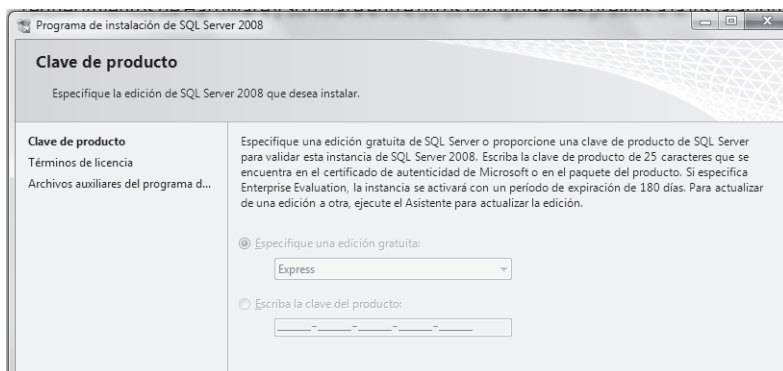 Programa de instalación de SQL Server 2008
Clave de producto
Especifique la edición de SQL Server 2008 que desea instalar.
Clave de producto
Términos de licencia
Archivos auxiliares del programa d...
Especifique una edición gratuita de SQL Server o proporcione una clave de producto de SQL Server
para validar esta instancia de SQL Server 2008. Escriba la clave de producto de 25 caracteres que se
encuentra en el certificado de autenticidad de Microsoft o en el paquete del producto. Si especifica
Enterprise Evaluation, la instancia se activará con un período de expiración de 180 días. Para actualizar
de una edición a otra, ejecute el Asistente para actualizar la edición.
Especifique una edición gratuita:
Express
Escriba la clave del producto:
_____-_____-_____-_____-_____